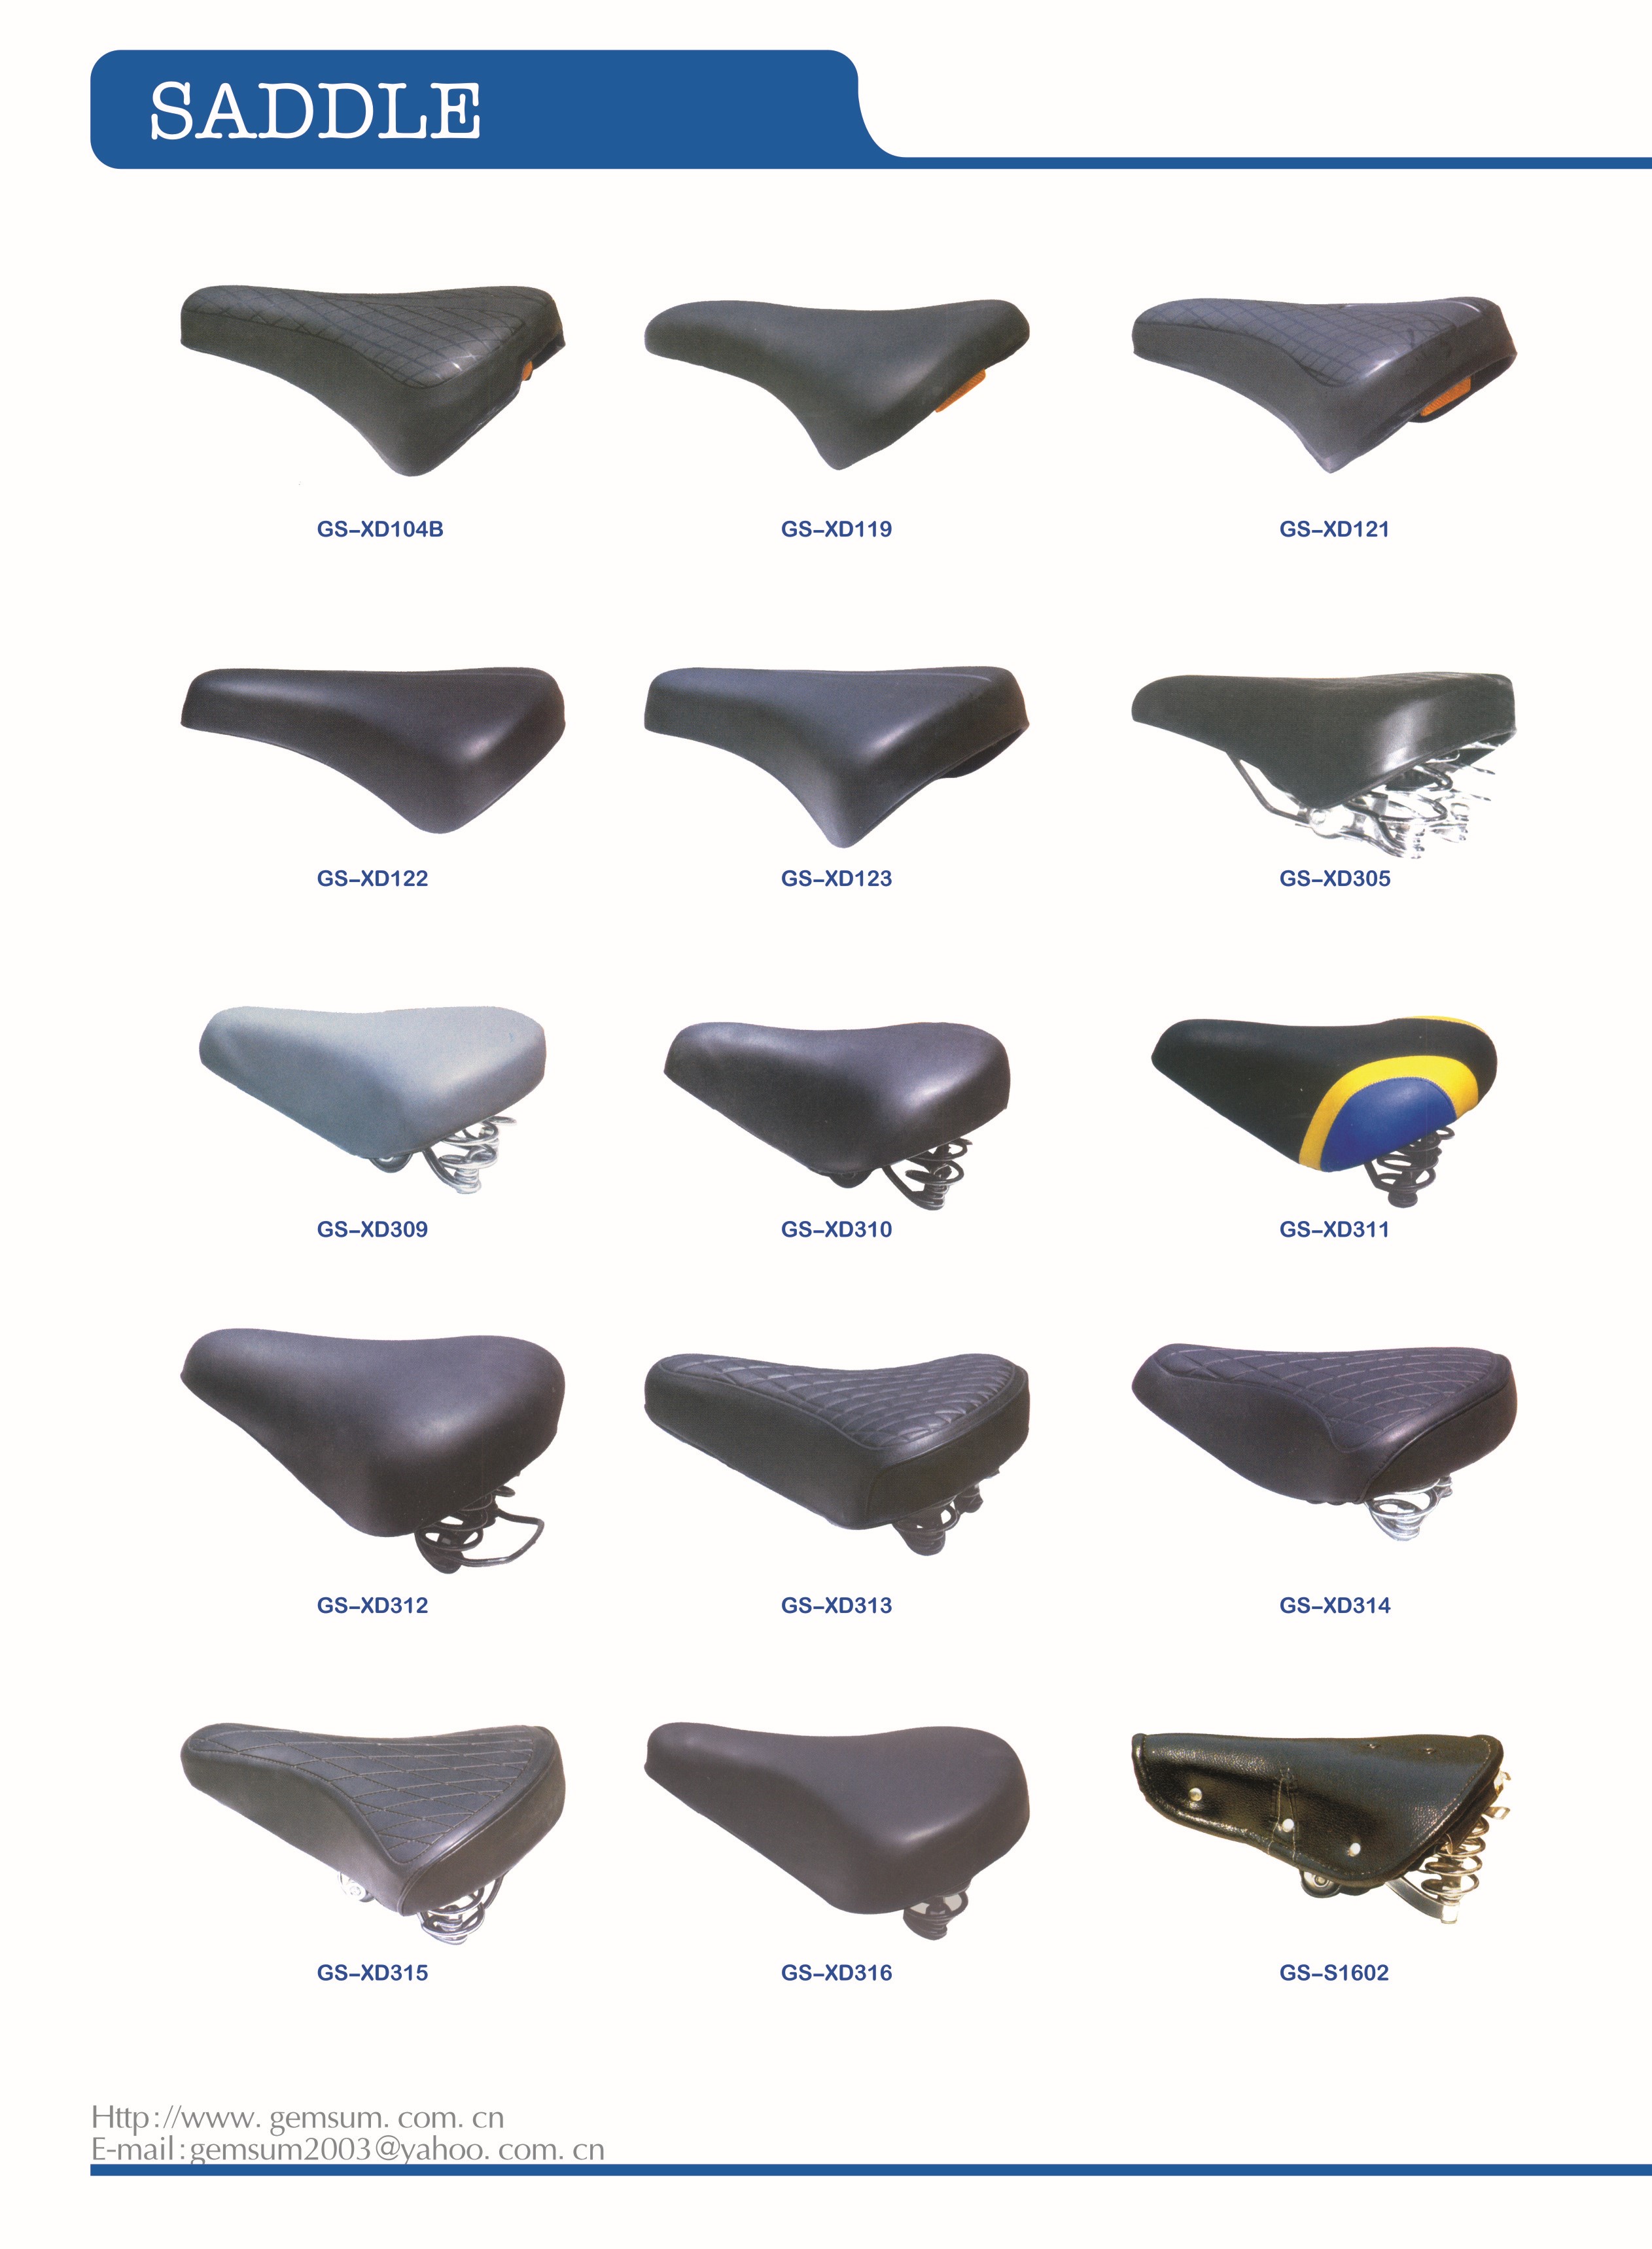 SADDLE
GS–XD104B
GS–XD119
GS–XD121
GS–XD122
GS–XD123
GS–XD305
GS–XD309
GS–XD310
GS–XD311
GS–XD312
GS–XD313
GS–XD314
GS–XD315
GS–XD316
GS–S1602
Http://www.gemsum.com.cn
E-mail:gemsum2003@yahoo.com.cn